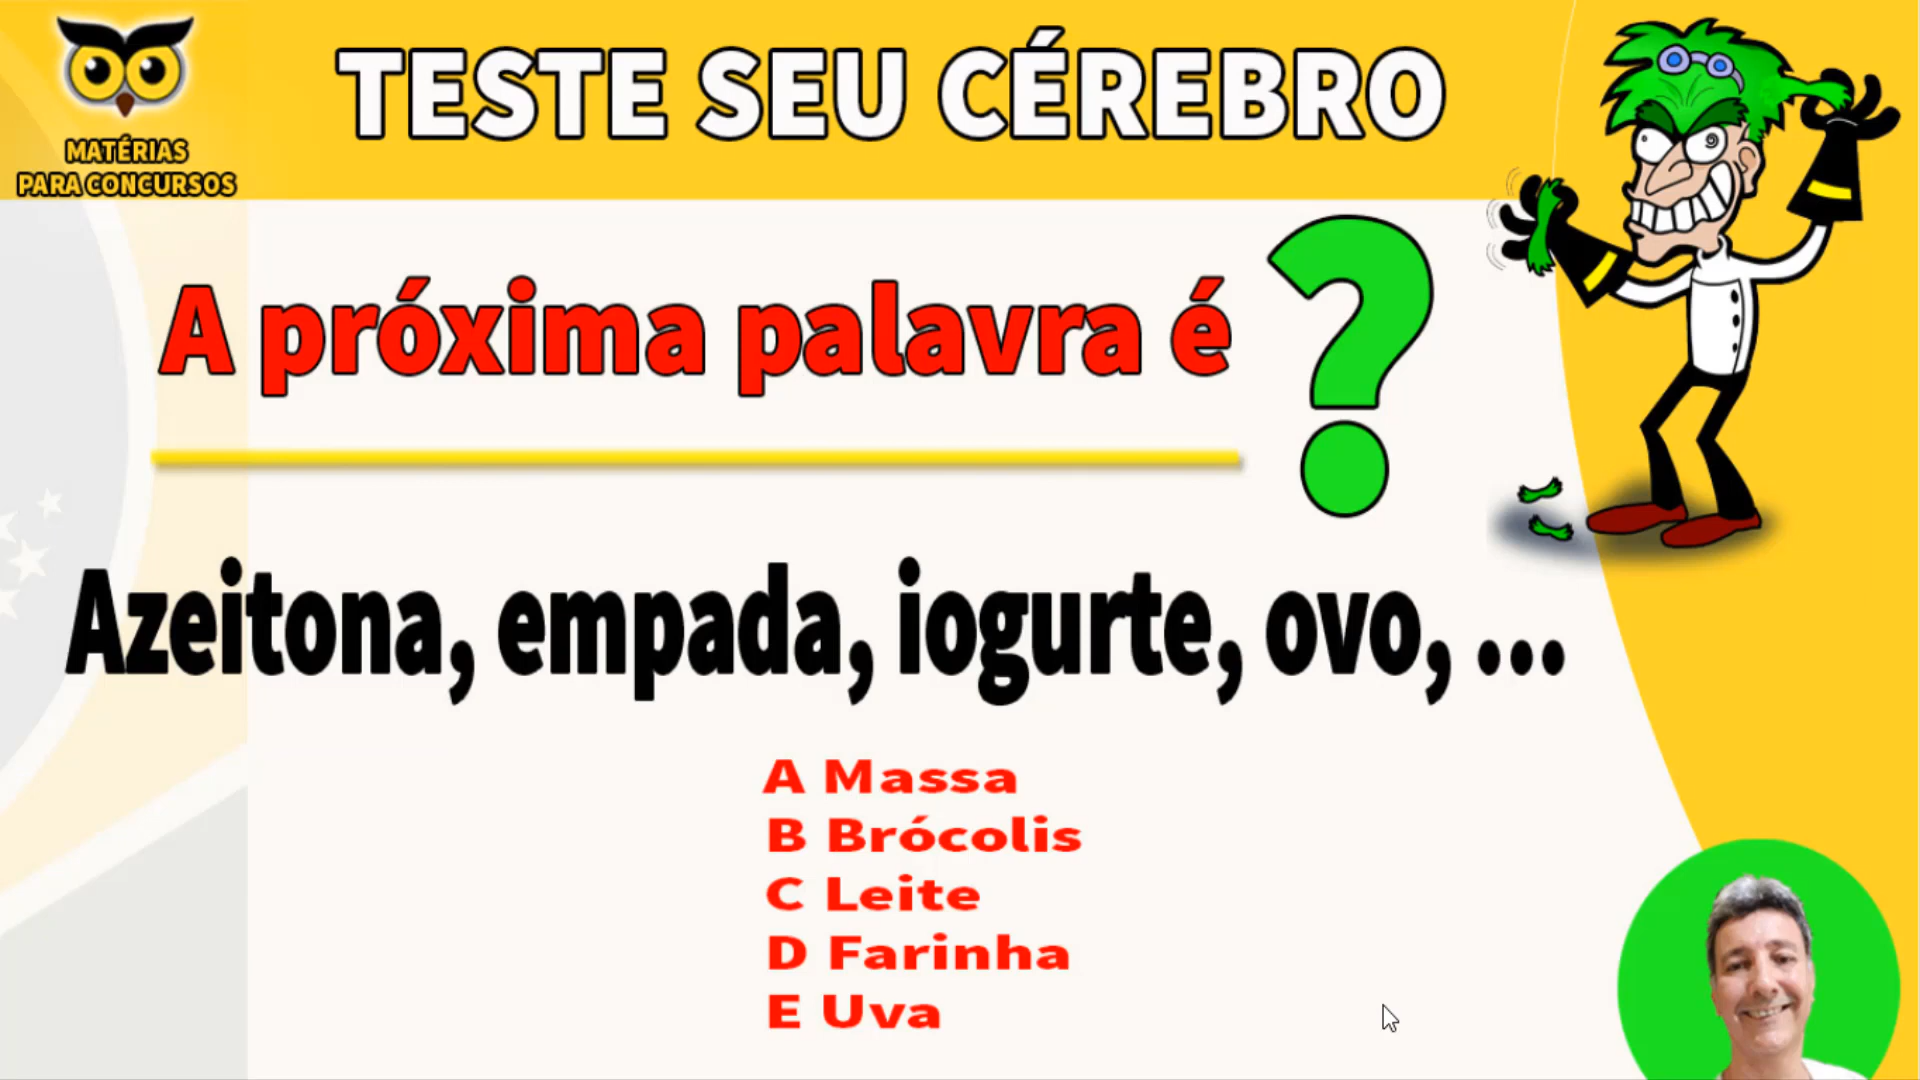 MATÉRIAS
PARA CONCURSOS
TESTE SEU CÉREBRO
A próxima palavra é ?
Azeitona, empada, iogurte, ovo, ...
A Massa
B Brócolis
C Leite
D Farinha
E Uva